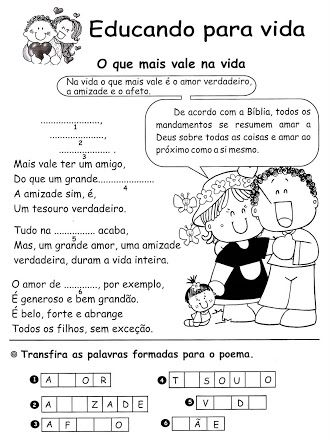 Educando para vida
O que mais vale na vida
Na vida o que mais vale é o amor verdadeiro,
a amizade e o afeto.
De acordo com a Bíblia, todos os
mandamentos se resumem amar a
Deus sobre todas as coisas e amar ao
próximo como a si mesmo.
...................,
1
...................,
2
................... .
3
Mais vale ter um amigo,
Do que um grande...................
4
A amizade sim, é,
Um tesouro verdadeiro.
Tudo na .............. acaba,
5
Mas, um grande amor, uma amizade
verdadeira, duram a vida inteira.
O amor de ............, por exemplo,
6
É generoso e bem grandão.
É belo, forte e abrange
Todos os filhos, sem exceção.
Transfira as palavras formadas para o poema.
1 A OR
2 A ZADE
3 A F O
4 T SOU O
5 V D
6 ÃE